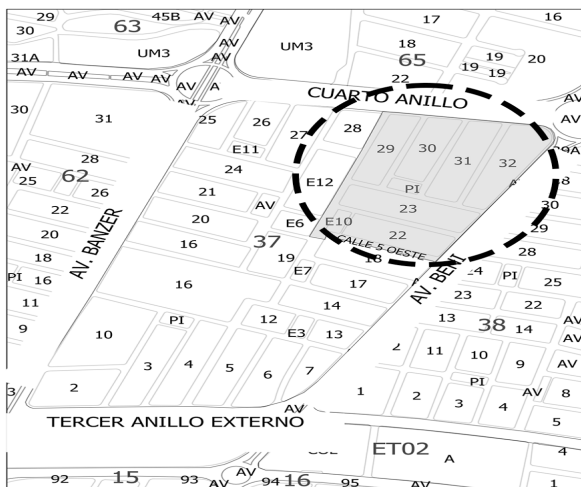 29 45B AV 17 16
30 63 AV
31A UM3 AV UM3 18 65 19 20
AV AV AV AV AV A 22 19 19
CUARTO ANILLO AV
30 31 25 26 27 28 AV
E11 29 30 31 32 29A
AV 28 24 E12 PI
25 62 26 21 AV 23 30
22 20 E6 E10 22 29
20 AV. BANZER 16 37 CALLE 5 OESTE 28
18 19 E7 18 AV. BENI
PI 16 16 17 23 PI 25
11 14 22
9 PI 12 13 38 14 AV
10 E3 13 AV
3 4 5 6 7 11 10 9 AV
2 PI AV 8
1 2 3 4 5
AV
TERCER ANILLO EXTERNO
ET02
A 4
92 15 93 AV 94 16 95 AV 1